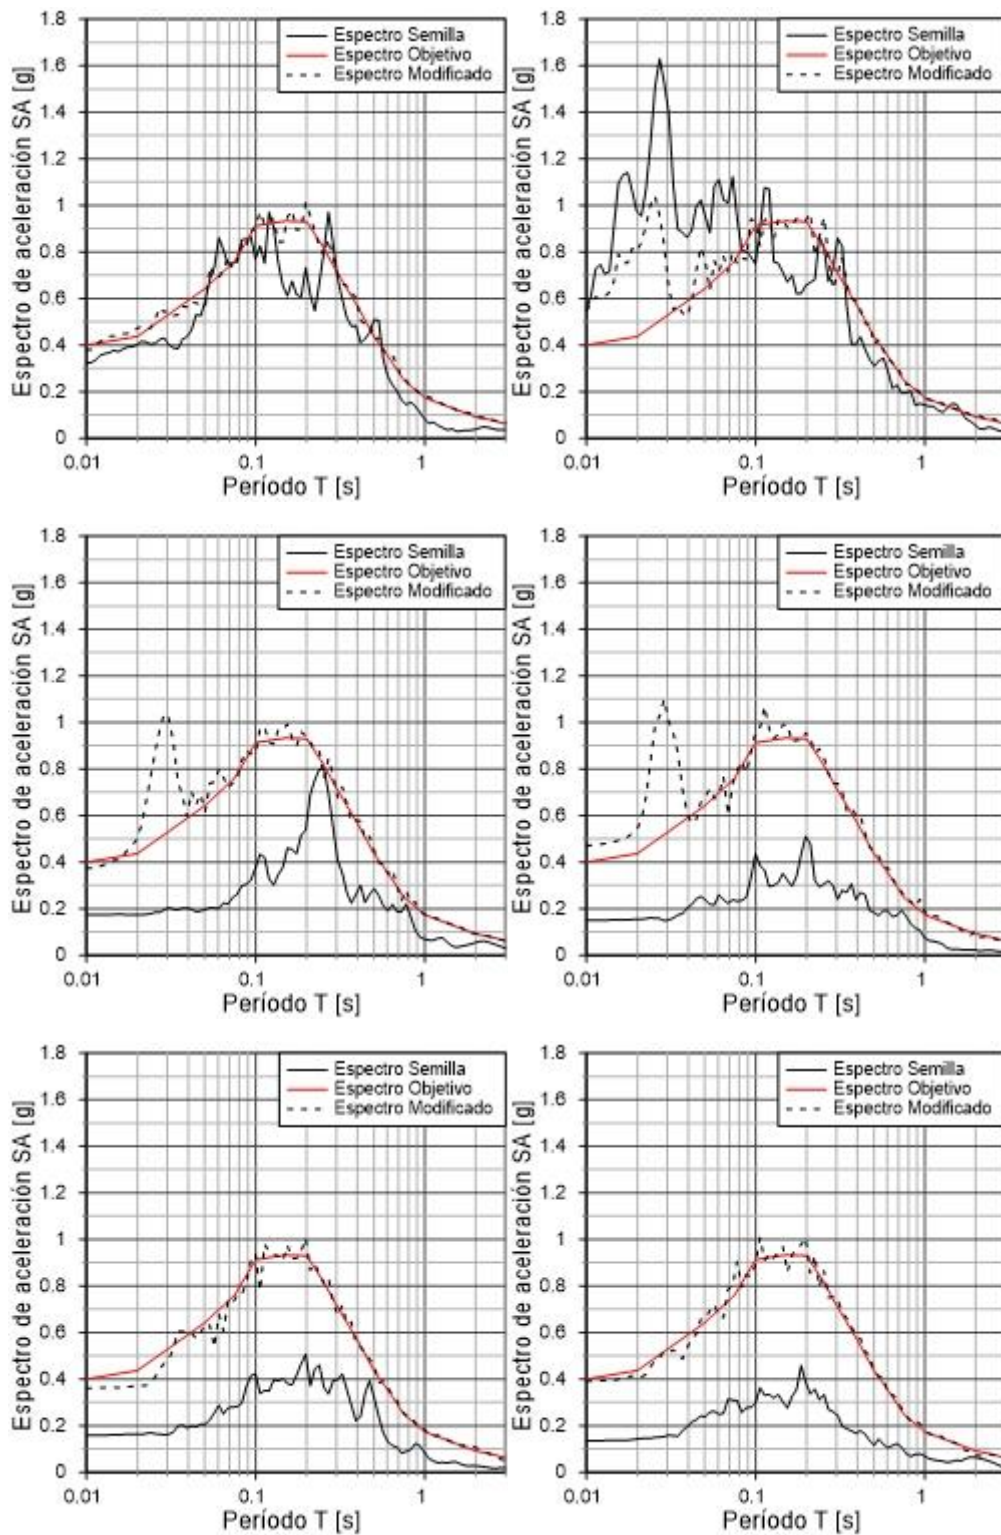 1.8
1.6
1.4
1.2
1
0.8
0.6
0.4
0.2
0
Espectro de aceleración SA [g]
Espectro Semilla
Espectro Objetivo
Espectro Modificado
0.01
0.1
1
Período T [s]
1.8
1.6
1.4
1.2
1
0.8
0.6
0.4
0.2
0
Espectro de aceleración SA [g]
Espectro Semilla
Espectro Objetivo
Espectro Modificado
0.01
0.1
1
Período T [s]
1.8
1.6
1.4
1.2
1
0.8
0.6
0.4
0.2
0
Espectro de aceleración SA [g]
Espectro Semilla
Espectro Objetivo
Espectro Modificado
0.01
0.1
1
Período T [s]
1.8
1.6
1.4
1.2
1
0.8
0.6
0.4
0.2
0
Espectro de aceleración SA [g]
Espectro Semilla
Espectro Objetivo
Espectro Modificado
0.01
0.1
1
Período T [s]
1.8
1.6
1.4
1.2
1
0.8
0.6
0.4
0.2
0
Espectro de aceleración SA [g]
Espectro Semilla
Espectro Objetivo
Espectro Modificado
0.01
0.1
1
Período T [s]
1.8
1.6
1.4
1.2
1
0.8
0.6
0.4
0.2
0
Espectro de aceleración SA [g]
Espectro Semilla
Espectro Objetivo
Espectro Modificado
0.01
0.1
1
Período T [s]